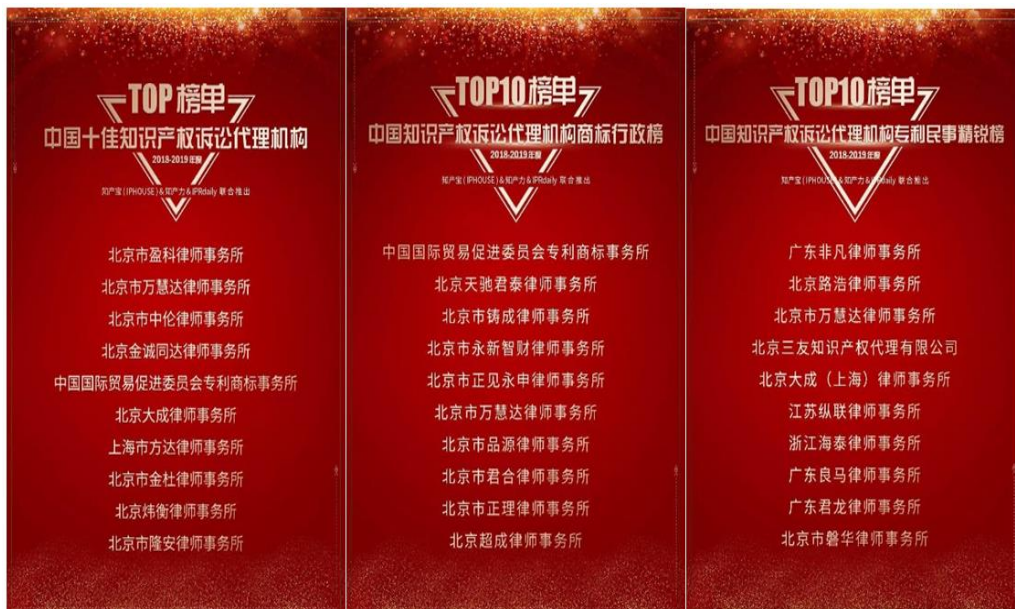 TOP 榜单
中国十佳知识产权诉讼代理机构
2018-2019年度
知产宝(IPHOUSE)&知产力&IPRdaily 联合推出
北京市盈科律师事务所
北京市万慧达律师事务所
北京市中伦律师事务所
北京金诚同达律师事务所
中国国际贸易促进委员会专利商标事务所
北京大成律师事务所
上海市方达律师事务所
北京市金杜律师事务所
北京炜衡律师事务所
北京市隆安律师事务所
TOP10榜单
中国知识产权诉讼代理机构商标行政榜
2018-2019年度
知产宝(IPHOUSE)&知产力&IPRdaily 联合推出
中国国际贸易促进委员会专利商标事务所
北京天驰君泰律师事务所
北京市铸成律师事务所
北京市永新智财律师事务所
北京市正见永申律师事务所
北京市万慧达律师事务所
北京市品源律师事务所
北京市君合律师事务所
北京市正理律师事务所
北京超成律师事务所
TOP10榜单
中国知识产权诉讼代理机构专利民事精锐榜
2018-2019年度
知产宝(IPHOUSE)&知产力&IPRdaily 联合推出
广东非凡律师事务所
北京路浩律师事务所
北京市万慧达律师事务所
北京三友知识产权代理有限公司
北京大成（上海）律师事务所
江苏纵联律师事务所
浙江海泰律师事务所
广东良马律师事务所
广东君龙律师事务所
北京市磐华律师事务所